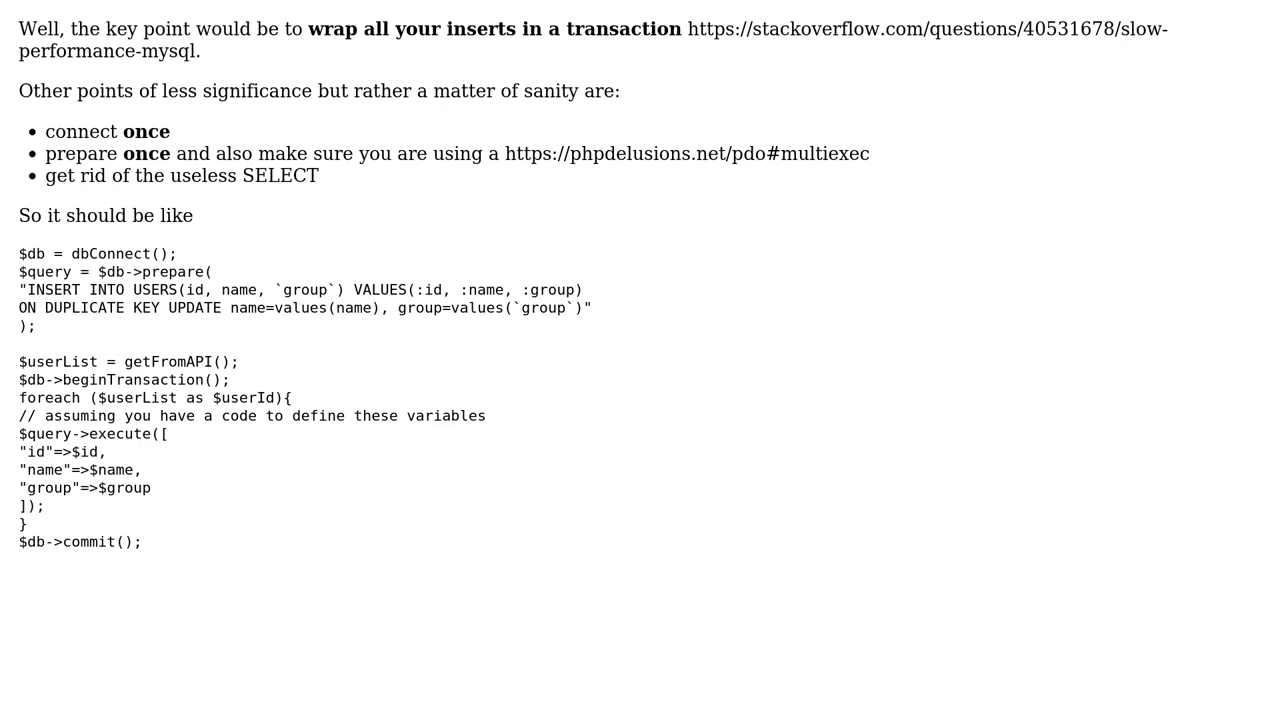 Well, the key point would be to wrap all your inserts in a transaction https://stackoverflow.com/questions/40531678/slow-
performance-mysql.
Other points of less significance but rather a matter of sanity are:
• connect once
• prepare once and also make sure you are using a https://phpdelusions.net/pdo#multiexec
• get rid of the useless SELECT
So it should be like
$db = dbConnect();
$query = $db->prepare(
"INSERT INTO USERS(id, name, `group`) VALUES(:id, :name, :group)
ON DUPLICATE KEY UPDATE name=values(name), group=values(`group`)"
);
$userList = getFromAPI();
$db->beginTransaction();
foreach ($userList as $userId){
// assuming you have a code to define these variables
$query->execute([
"id"=>$id,
"name"=>$name,
"group"=>$group
]);
}
$db->commit();